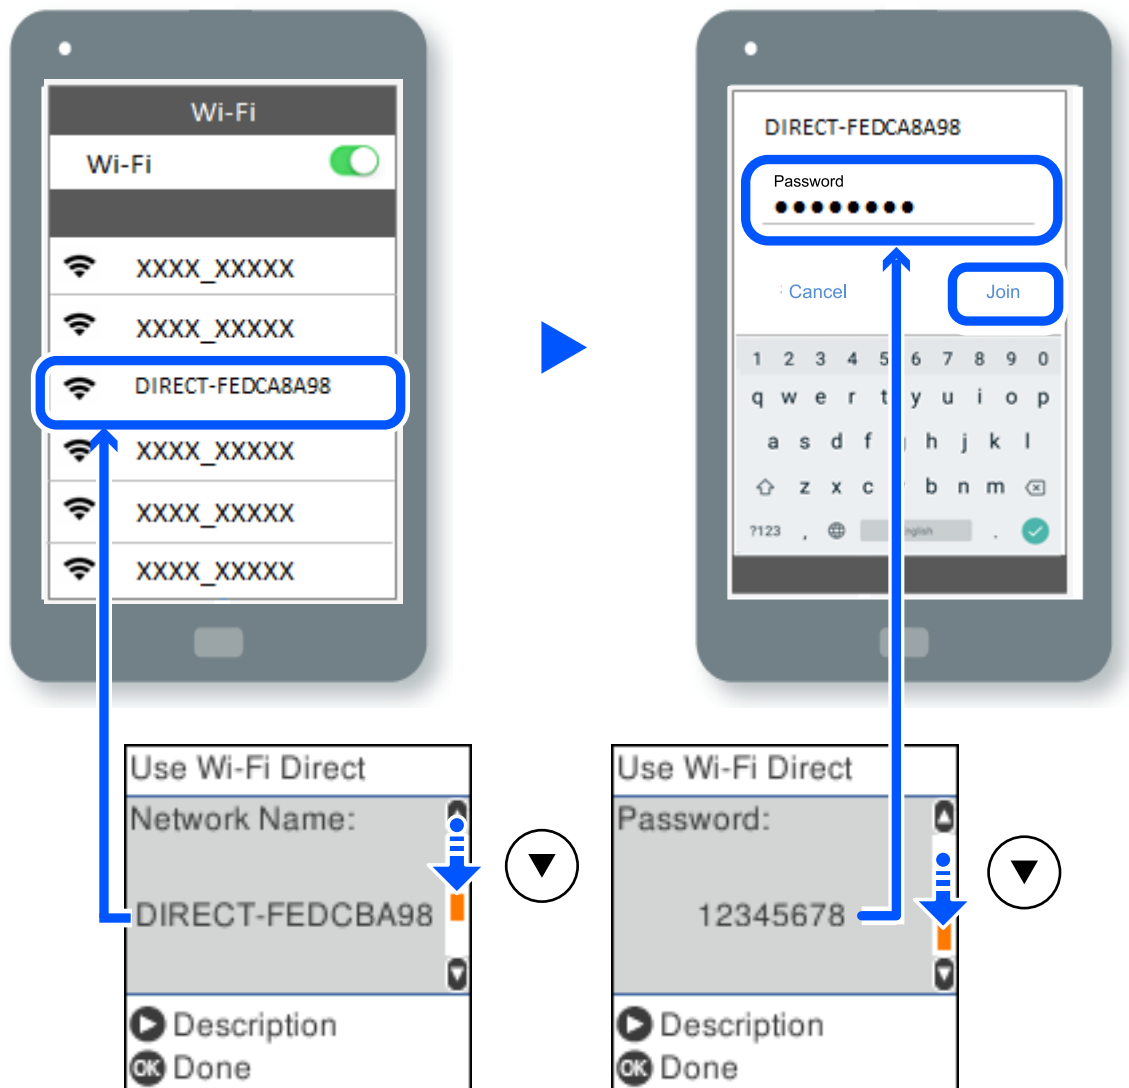 Wi-Fi
Wi-Fi
XXXX_XXXXX
XXXX_XXXXX
DIRECT-FEDCA8A98
XXXX_XXXXX
XXXX_XXXXX
XXXX_XXXXX
DIRECT-FEDCA8A98
Password
●●●●●●●●
Cancel
Join
1 2 3 4 5 6 7 8 9 0
q w e r t y u i o p
a s d f h j k l
z x c b n m
?123 , .
Use Wi-Fi Direct
Network Name:
DIRECT-FEDCBA98
Description
OK Done
Use Wi-Fi Direct
Password:
12345678
Description
OK Done